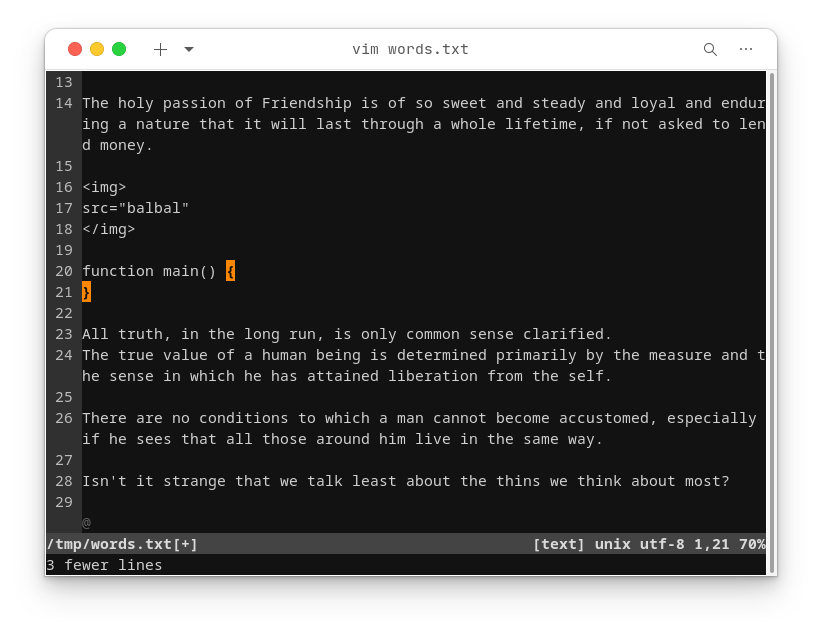 vim words.txt
13
14 The holy passion of Friendship is of so sweet and steady and loyal and endur
ing a nature that it will last through a whole lifetime, if not asked to len
d money.
15
16 <img>
17 src="balbal"
18 </img>
19
20 function main() {
21 }
22
23 All truth, in the long run, is only common sense clarified.
24 The true value of a human being is determined primarily by the measure and t
he sense in which he has attained liberation from the self.
25
26 There are no conditions to which a man cannot become accustomed, especially
if he sees that all those around him live in the same way.
27
28 Isn't it strange that we talk least about the thins we think about most?
29
@
/tmp/words.txt[+] [text] unix utf-8 1,21 70%
3 fewer lines